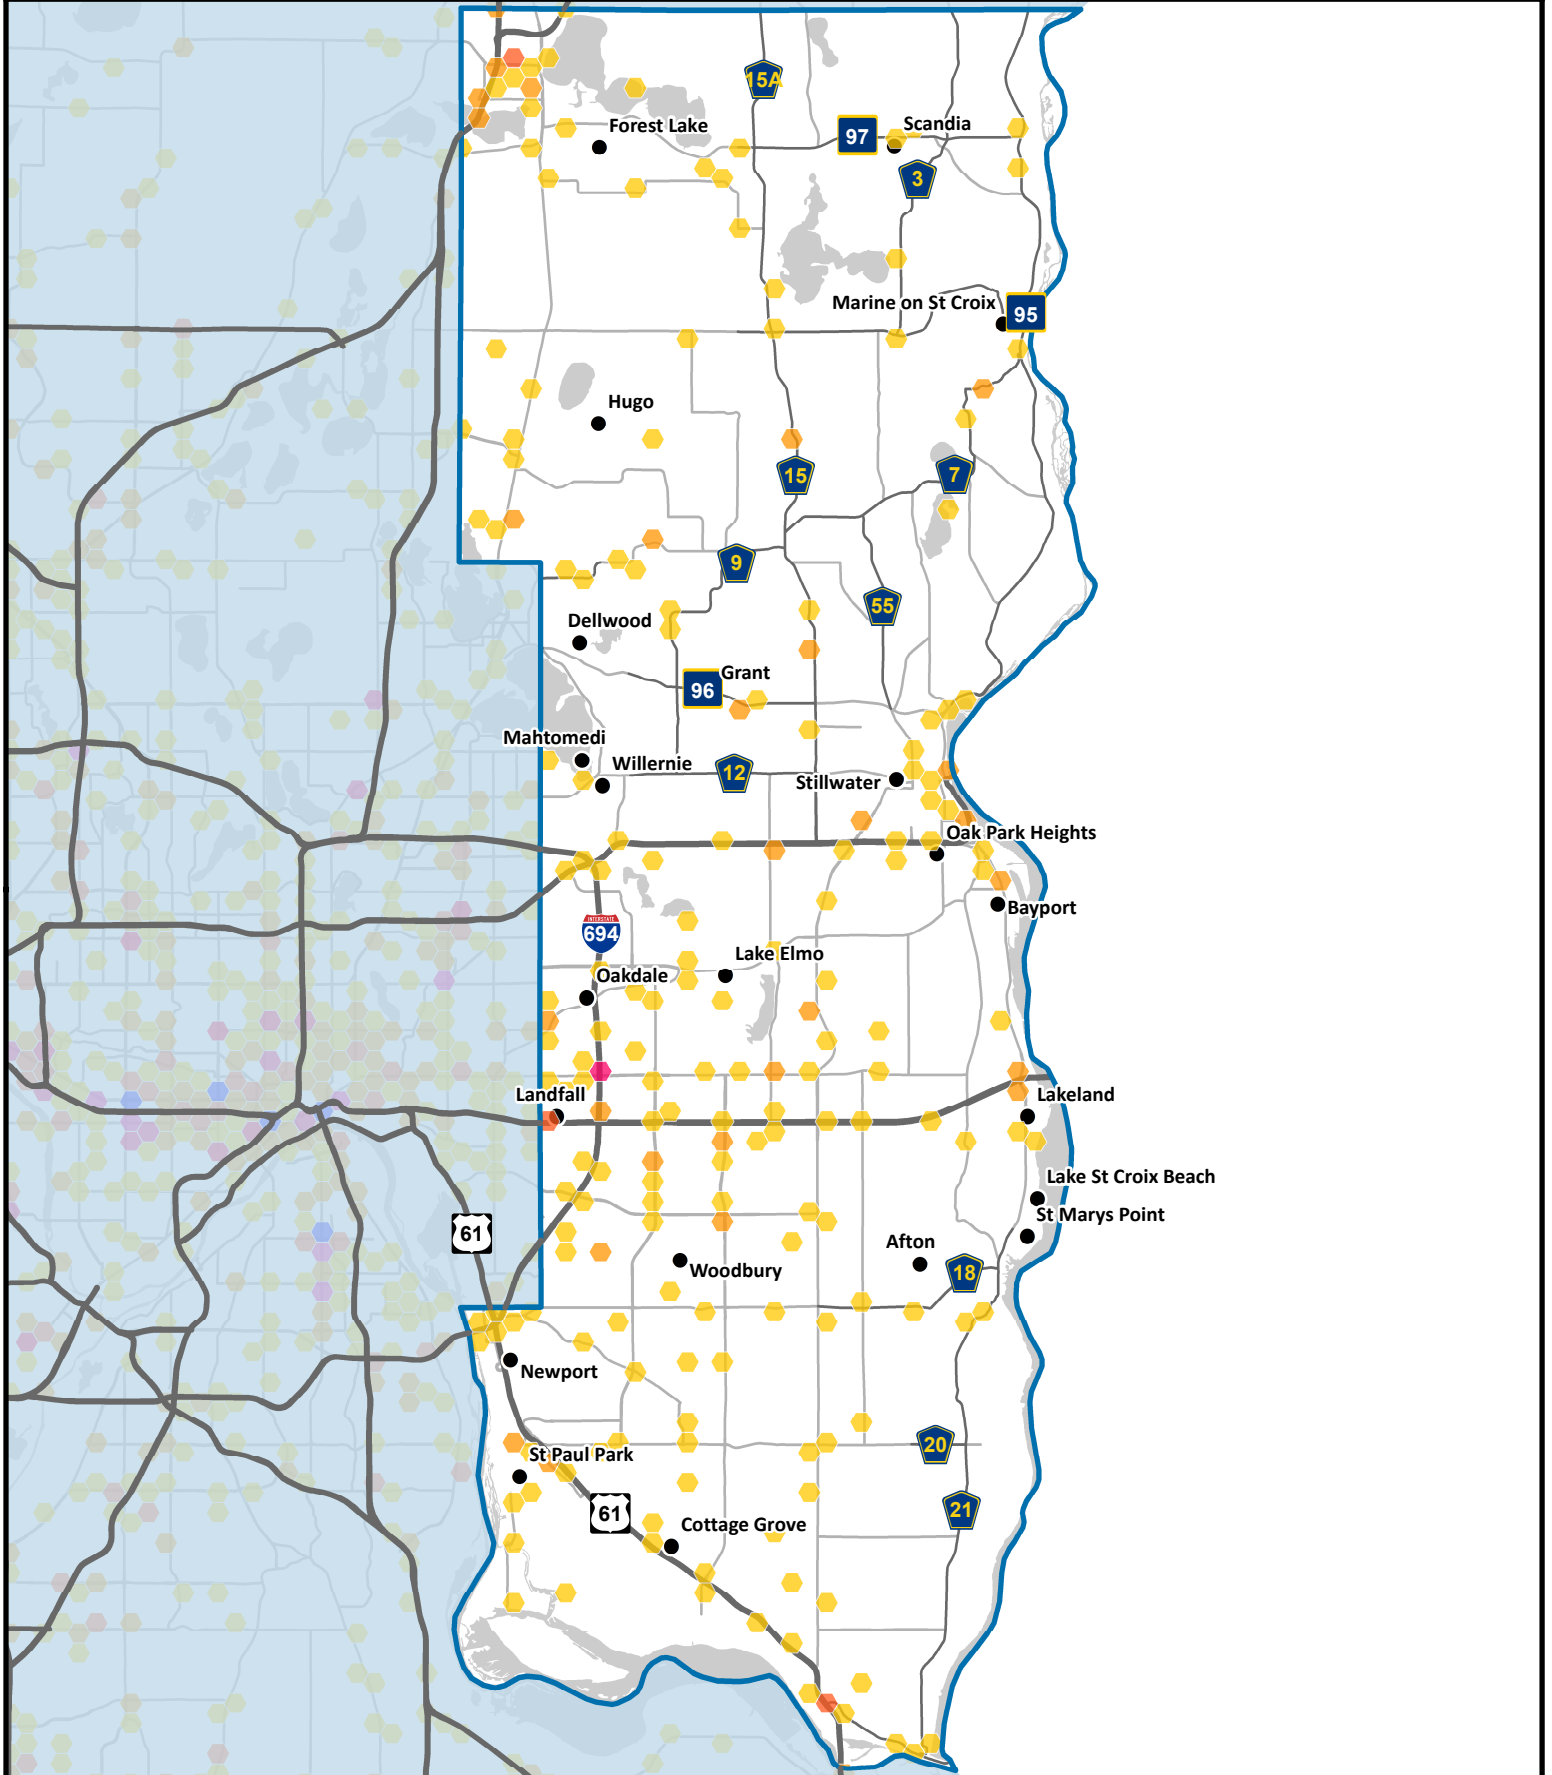 15A
Forest Lake
97
Scandia
3
Marine on St Croix
95
Hugo
15
7
9
55
Dellwood
Grant
96
Mahtomedi
Willernie
12
Stillwater
Oak Park Heights
Bayport
INTERSTATE
694
Lake Elmo
Oakdale
Landfall
Lakeland
Lake St Croix Beach
St Marys Point
61
Afton
Woodbury
18
Newport
20
St Paul Park
61
21
Cottage Grove